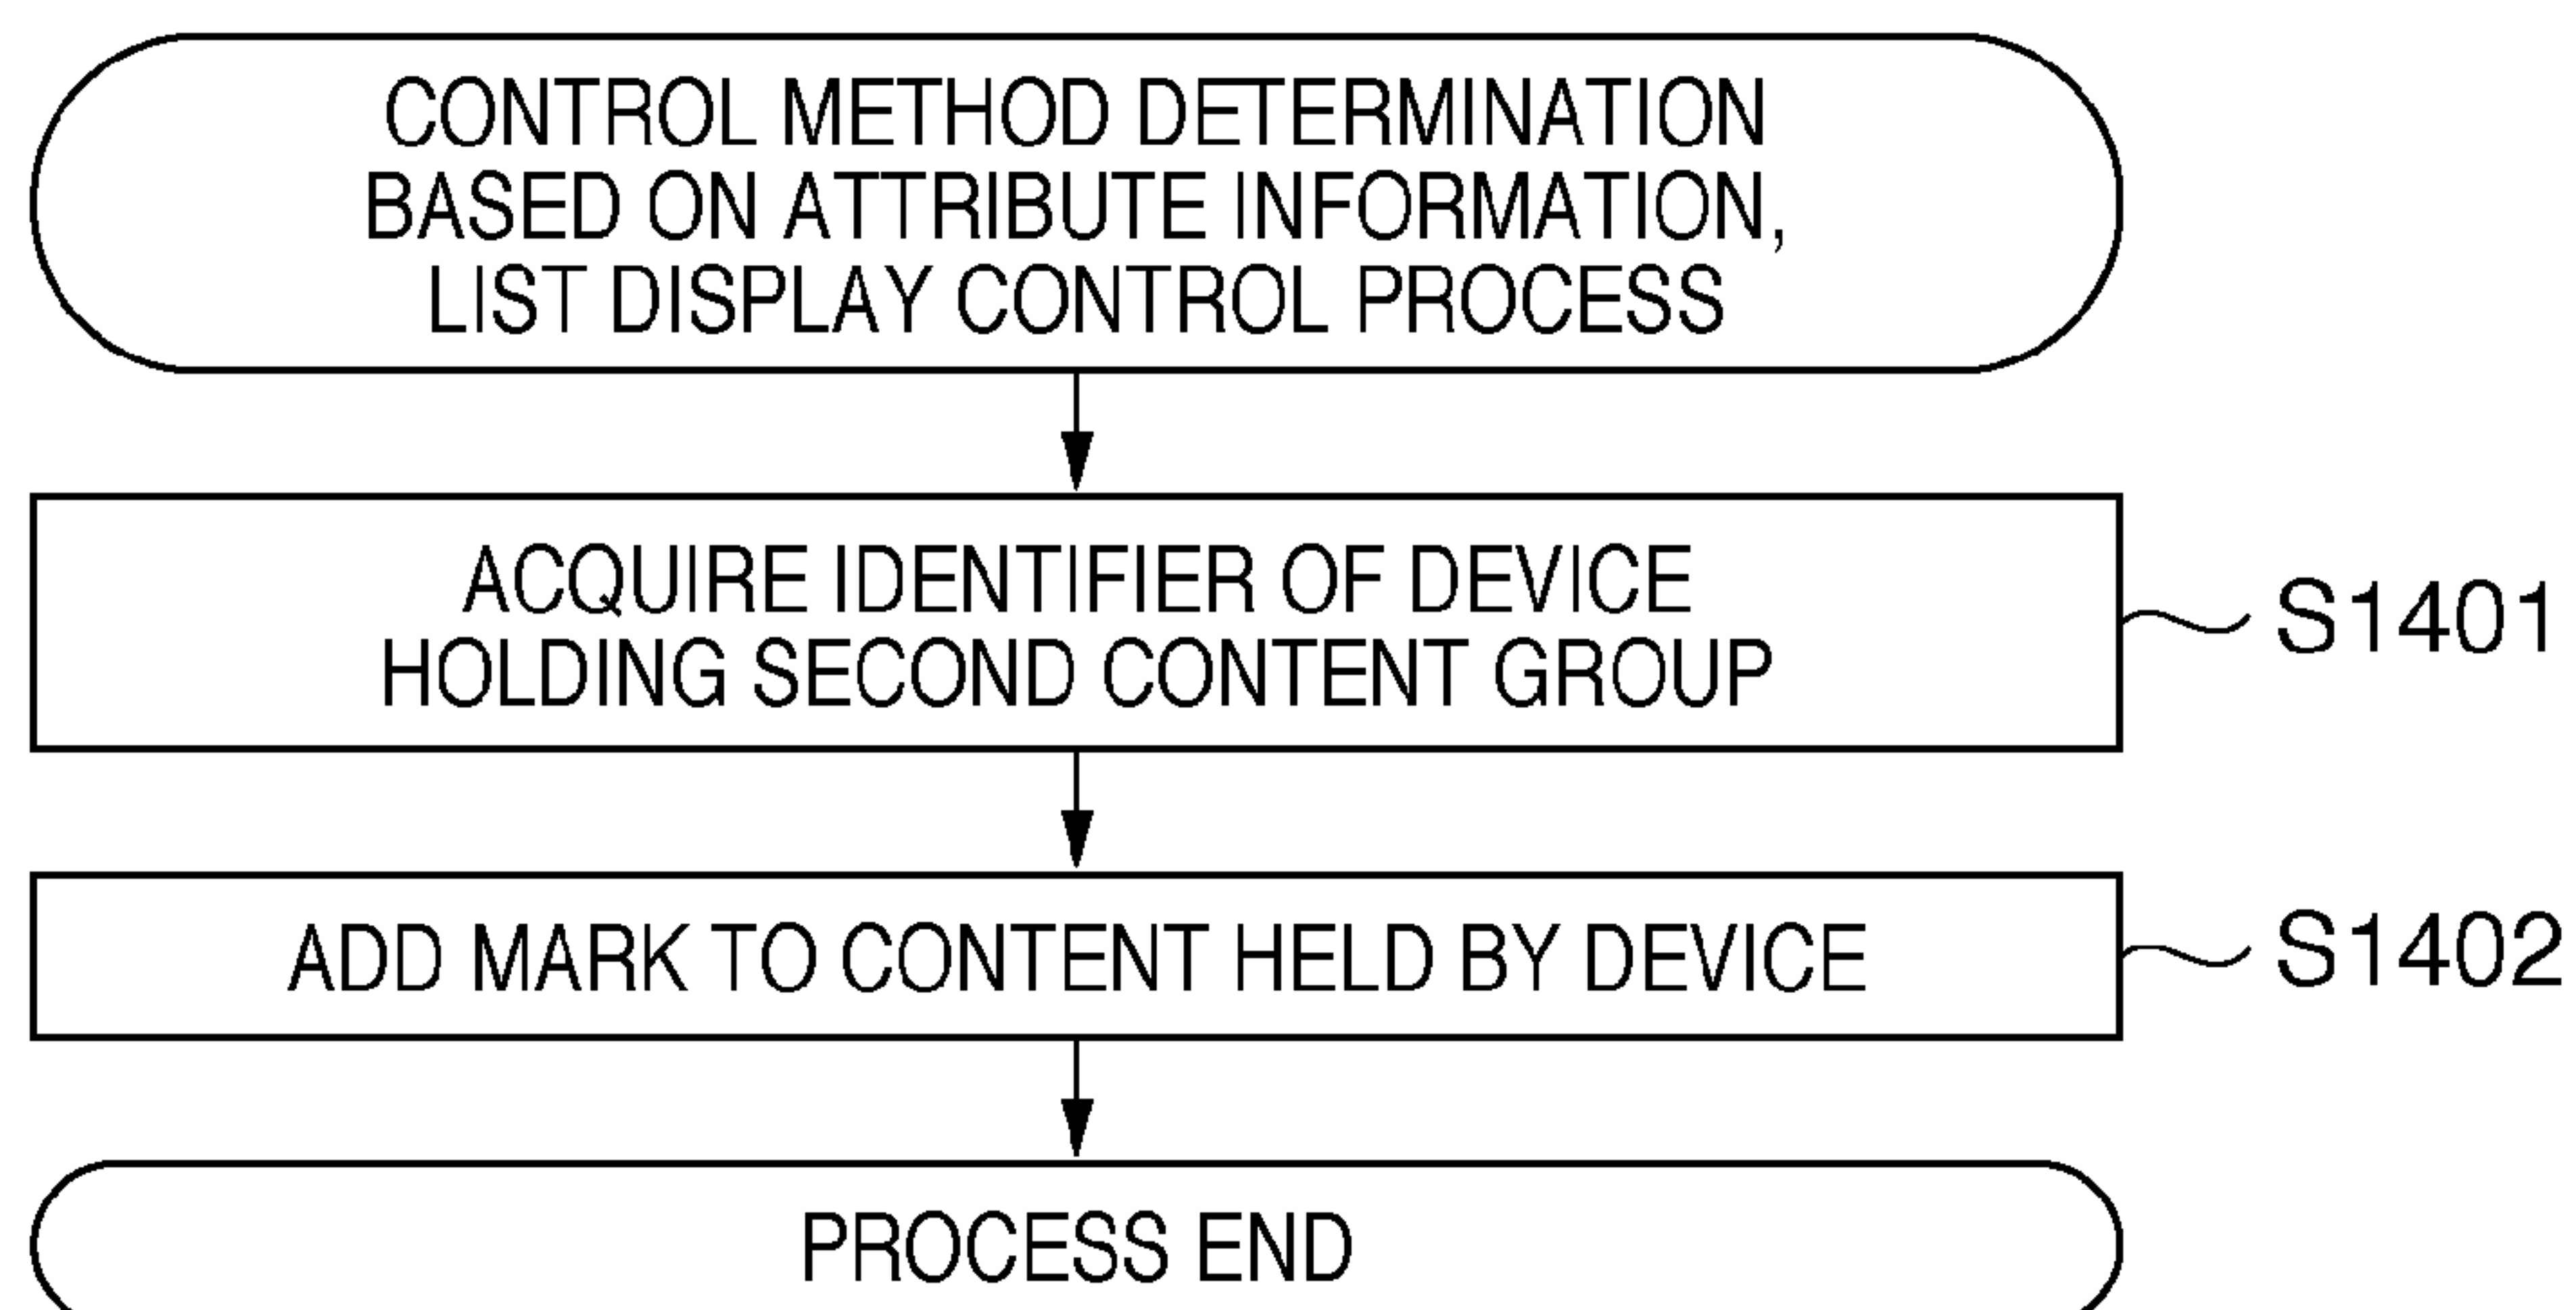 CONTROL METHOD DETERMINATION
BASED ON ATTRIBUTE INFORMATION,
LIST DISPLAY CONTROL PROCESS
ACQUIRE IDENTIFIER OF DEVICE
HOLDING SECOND CONTENT GROUP
S1401
ADD MARK TO CONTENT HELD BY DEVICE
S1402
PROCESS END